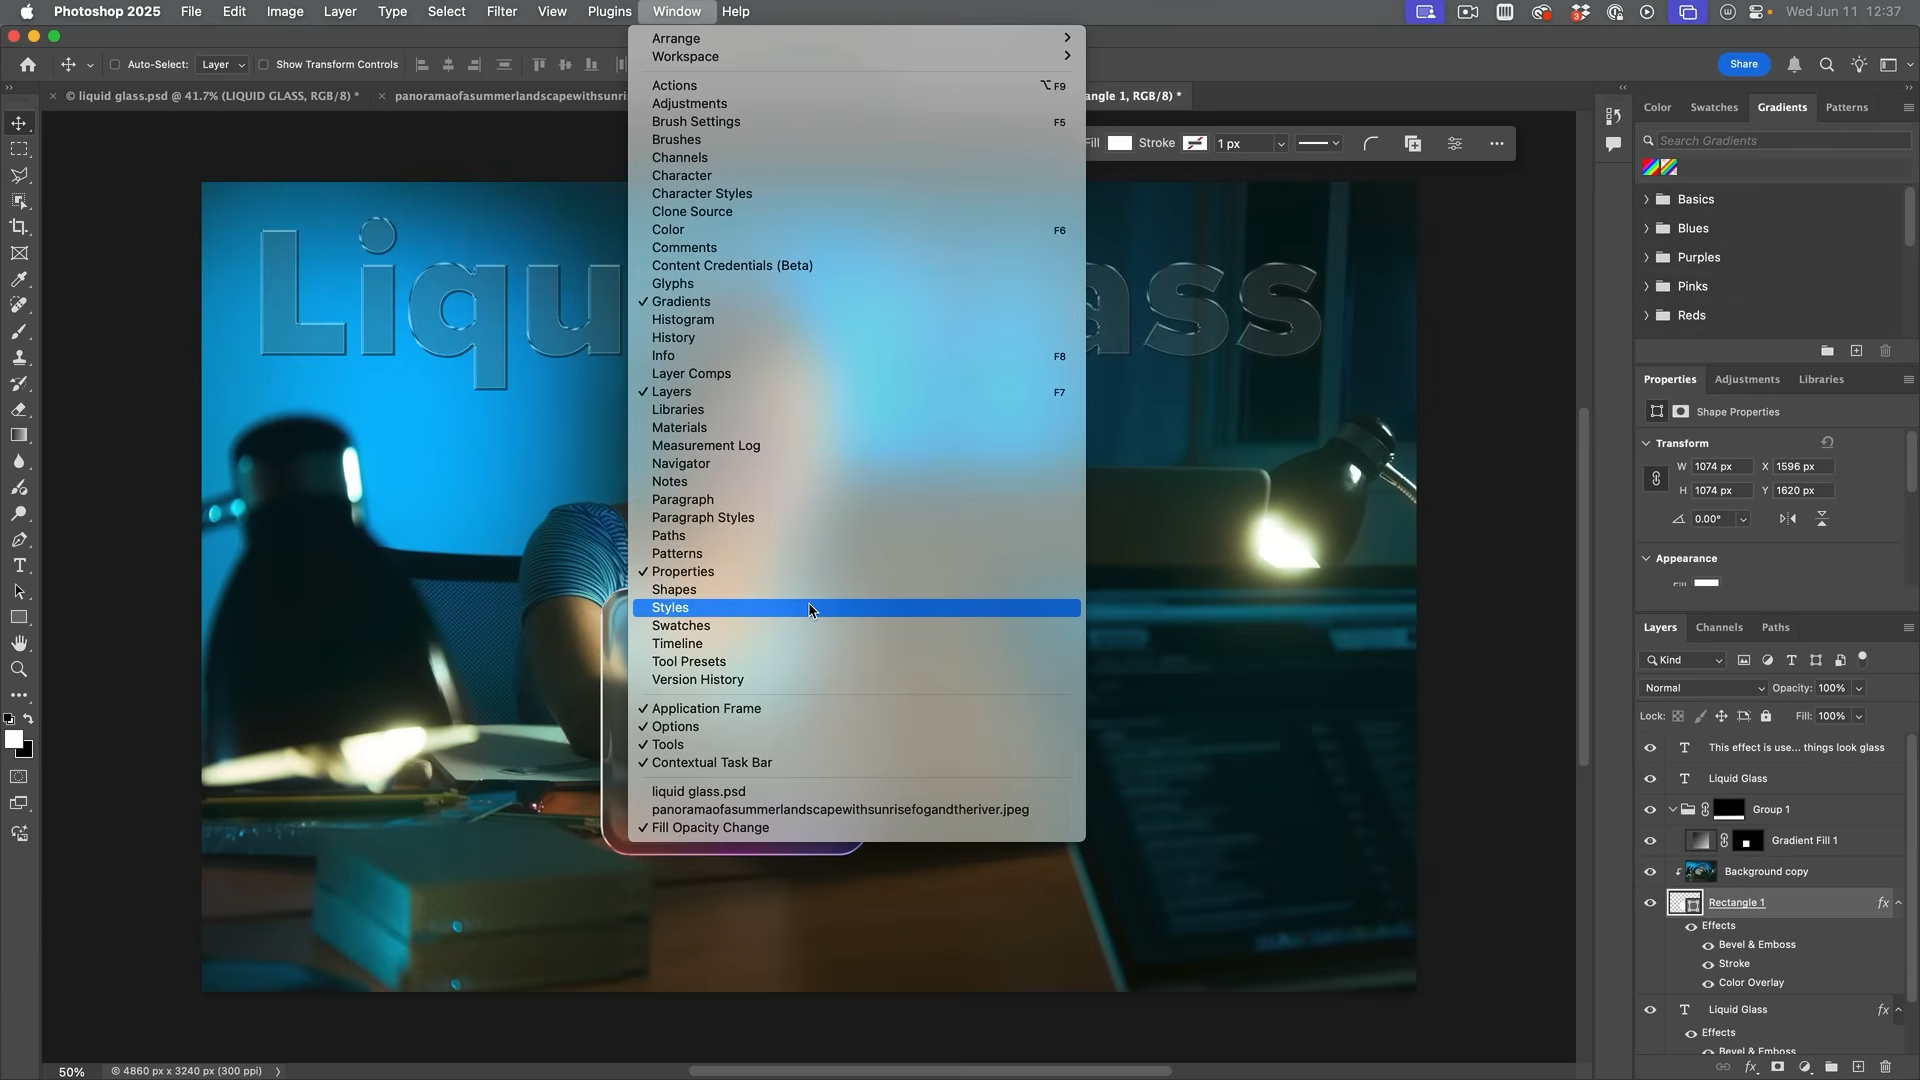 Photoshop 2025 File Edit Image Layer Type Select Filter View Plugins Window Help Wed Jun 11 12:37
Auto-Select: Layer Show Transform Controls Share
© liquid glass.psd @ 41.7% (LIQUID GLASS, RGB/8) * panoramaofasummerlandscapewithsunri angle 1, RGB/8) *
Fill Stroke 1 px
Arrange
Workspace
Actions ⌥ F9
Adjustments
Brush Settings F5
Brushes
Channels
Character
Character Styles
Clone Source
Color F6
Comments
Content Credentials (Beta)
Glyphs
✓ Gradients
Histogram
History
Info F8
Layer Comps
✓ Layers F7
Libraries
Materials
Measurement Log
Navigator
Notes
Paragraph
Paragraph Styles
Paths
Patterns
✓ Properties
Shapes
Styles
Swatches
Timeline
Tool Presets
Version History
✓ Application Frame
✓ Options
✓ Tools
✓ Contextual Task Bar
liquid glass.psd
panoramaofasummerlandscapewithsunrisefogandtheriver.jpeg
✓ Fill Opacity Change
Liqu ass
Color Swatches Gradients Patterns
Search Gradients
Basics
Blues
Purples
Pinks
Reds
Properties Adjustments Libraries
Shape Properties
Transform
W 1074 px X 1596 px
H 1074 px Y 1620 px
0.00°
Appearance
Layers Channels Paths
Kind
Normal Opacity: 100%
Lock: Fill: 100%
T This effect is use... things look glass
T Liquid Glass
Group 1
Gradient Fill 1
Background copy
Rectangle 1 fx
Effects
Bevel & Emboss
Stroke
Color Overlay
T Liquid Glass fx
Effects
Bevel & Emboss
50% © 4860 px x 3240 px (300 ppi)